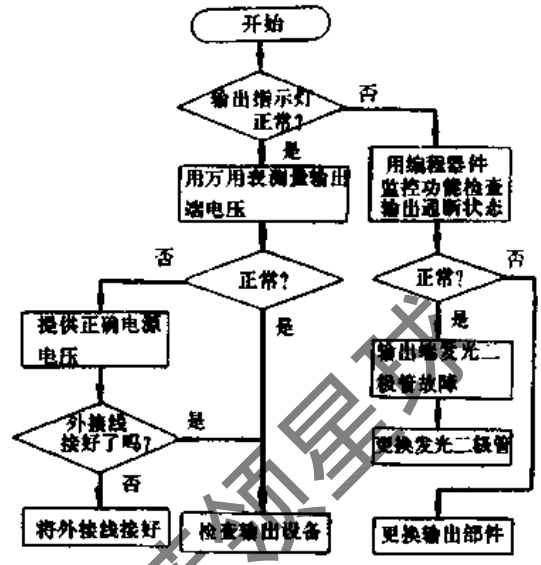 开始
输出指示灯
正常?
否
是
用万用表测量输出
端电压
用编程器件
监控功能检查
输出通断状态
否
正常?
是
正常?
否
是
提供正确电源
电压
输出端发光二
极管故障
外接线
接好了吗?
是
否
更换发光二级管
将外接线接好
检查输出设备
更换输出部件
领星球